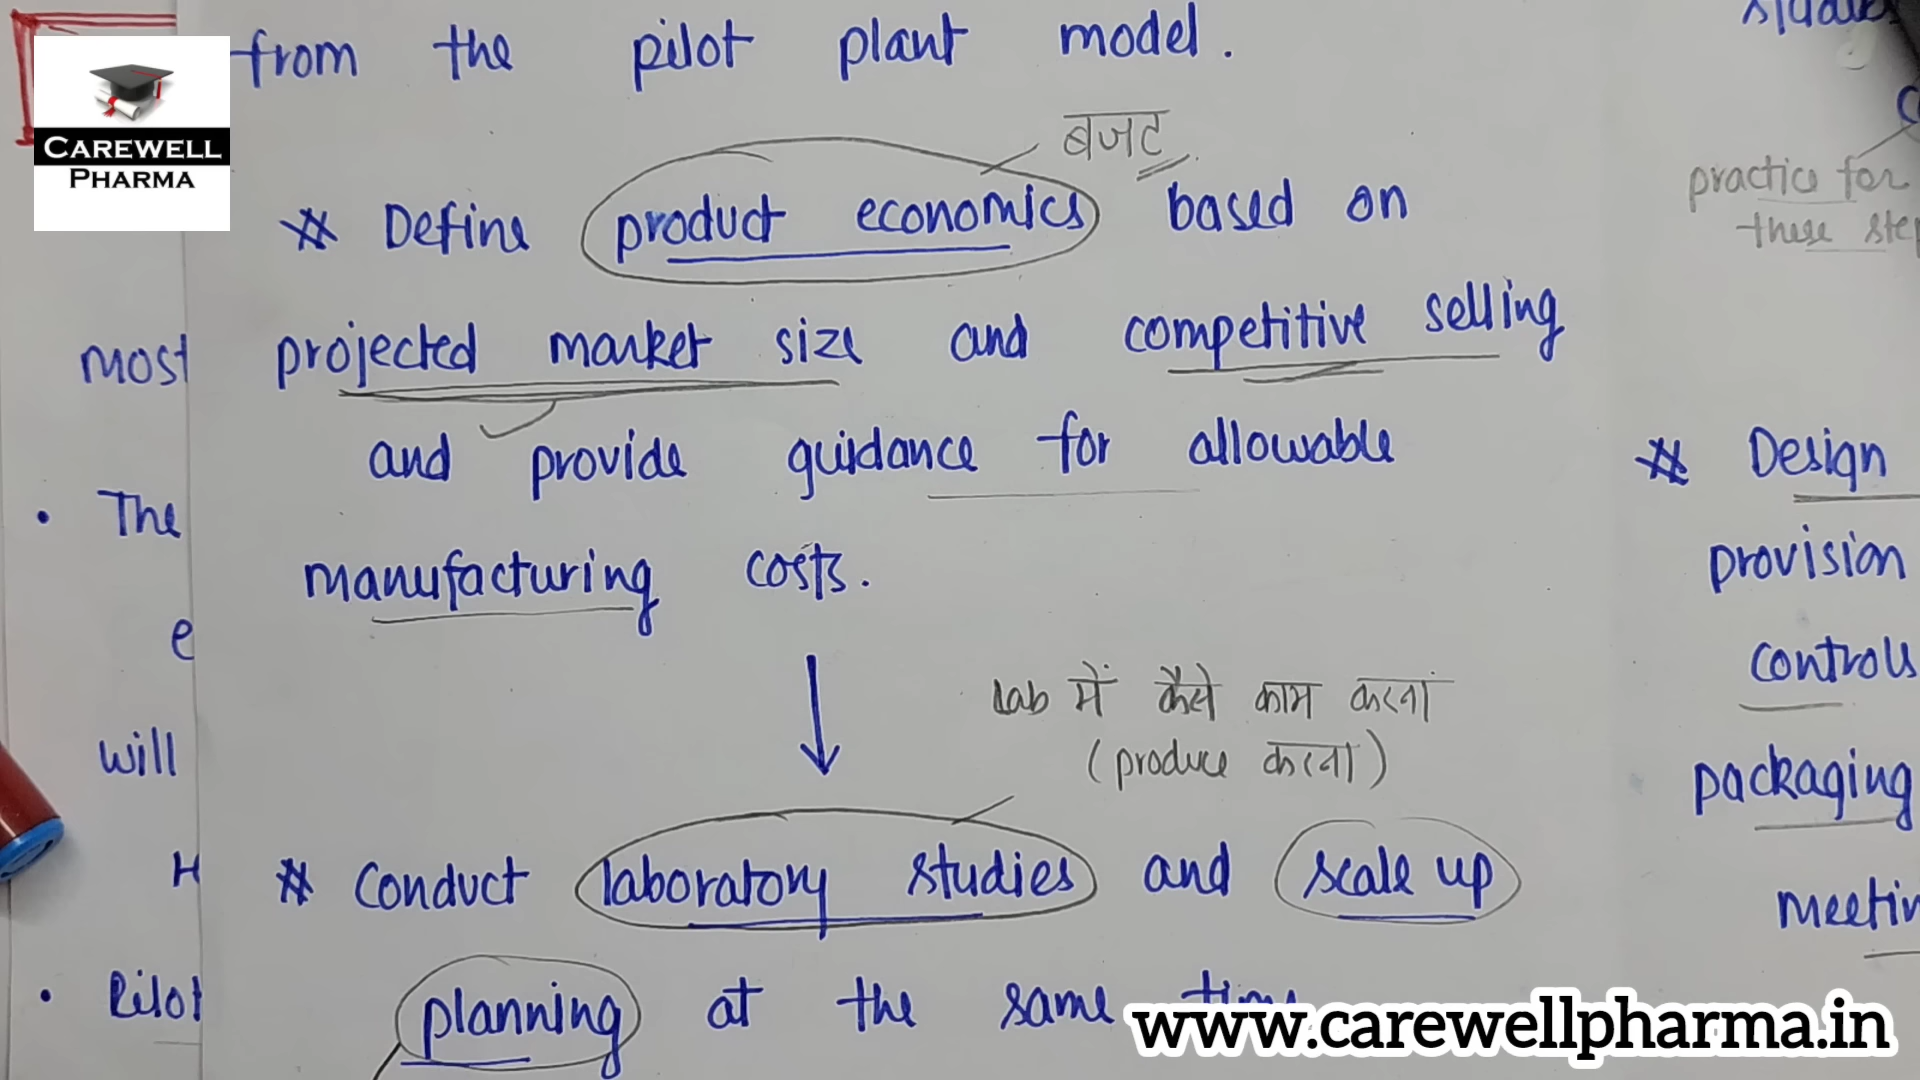 from the pilot plant model.
CAREWELL
PHARMA
बजट
* Define product economics based on
projected market size and competitive selling
and provide guidance for allowable
manufacturing costs.
Lab में कैसे काम करना
(produce करना)
* Conduct laboratory studies and scale up
planning at the same time
most
• The
e
will
H
• Pilot
practice for
these step
* Design
provision
controls
packaging
meetin
www.carewellpharma.in